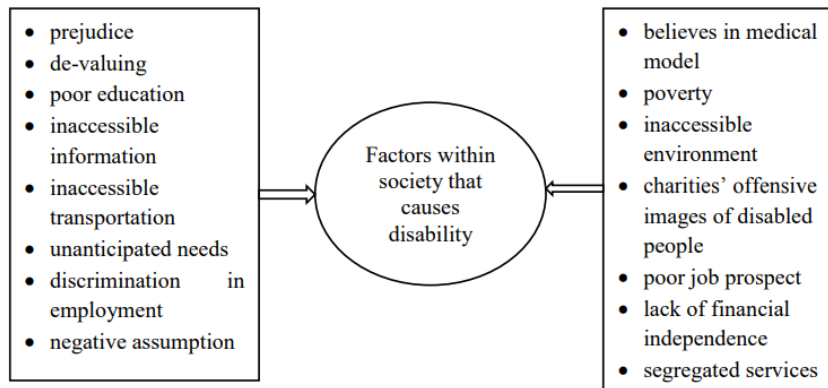 • prejudice
• de-valuing
• poor education
• inaccessible
information
• inaccessible
transportation
• unanticipated needs
• discrimination in
employment
• negative assumption
Factors within
society that
causes
disability
• believes in medical
model
• poverty
• inaccessible
environment
• charities’ offensive
images of disabled
people
• poor job prospect
• lack of financial
independence
• segregated services